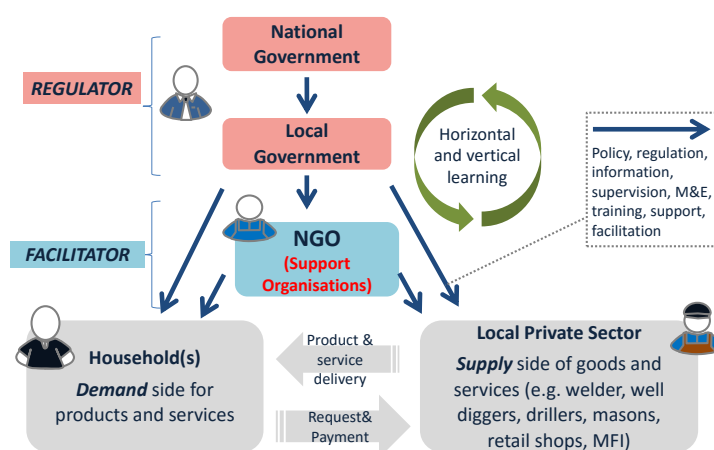 National
Government
REGULATOR
Local
Government
Horizontal
and vertical
learning
Policy, regulation,
information,
supervision, M&E,
training, support,
facilitation
FACILITATOR
NGO
(Support
Organisations)
Household(s)
Demand side for
products and services
Product &
service
delivery
Request&
Payment
Local Private Sector
Supply side of goods and
services (e.g. welder, well
diggers, drillers, masons,
retail shops, MFI)